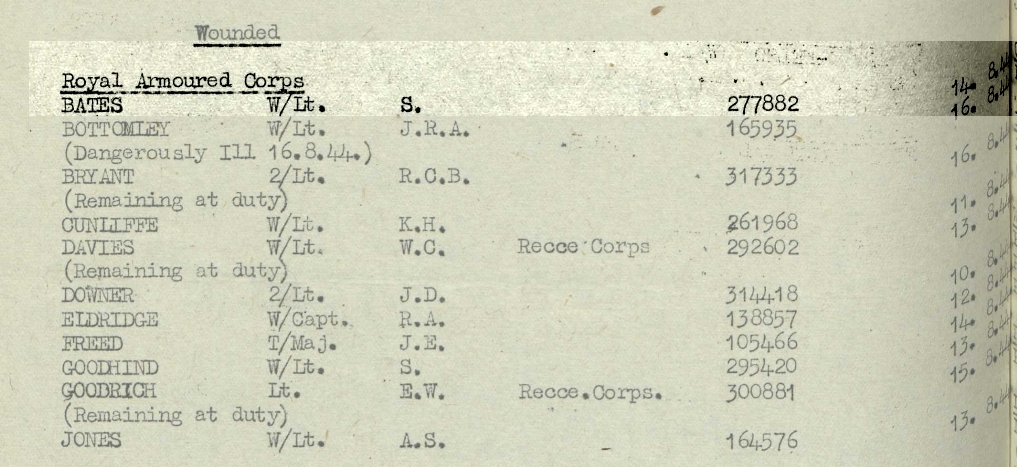 Wounded
Royal Armoured Corps
BATES W/Lt. S. 277882 14. 8.44
BOTTOMLEY W/Lt. J.R.A. 165935 16. 8.44
(Dangerously Ill 16.8.44.)
BRYANT 2/Lt. R.C.B. 317333 16. 8.44
(Remaining at duty)
CUNLIFFE W/Lt. K.H. 261968 11. 8.44
DAVIES W/Lt. W.C. Recce Corps 292602 13. 8.44
(Remaining at duty)
DOWNER 2/Lt. J.D. 314418 10. 8.44
ELDRIDGE W/Capt. R.A. 138857 12. 8.44
FREED T/Maj. J.E. 105466 14. 8.44
GOODHIND W/Lt. S. 295420 13. 8.44
GOODRICH Lt. E.W. Recce.Corps. 300881 15. 8.44
(Remaining at duty)
JONES W/Lt. A.S. 164576 13. 8.44